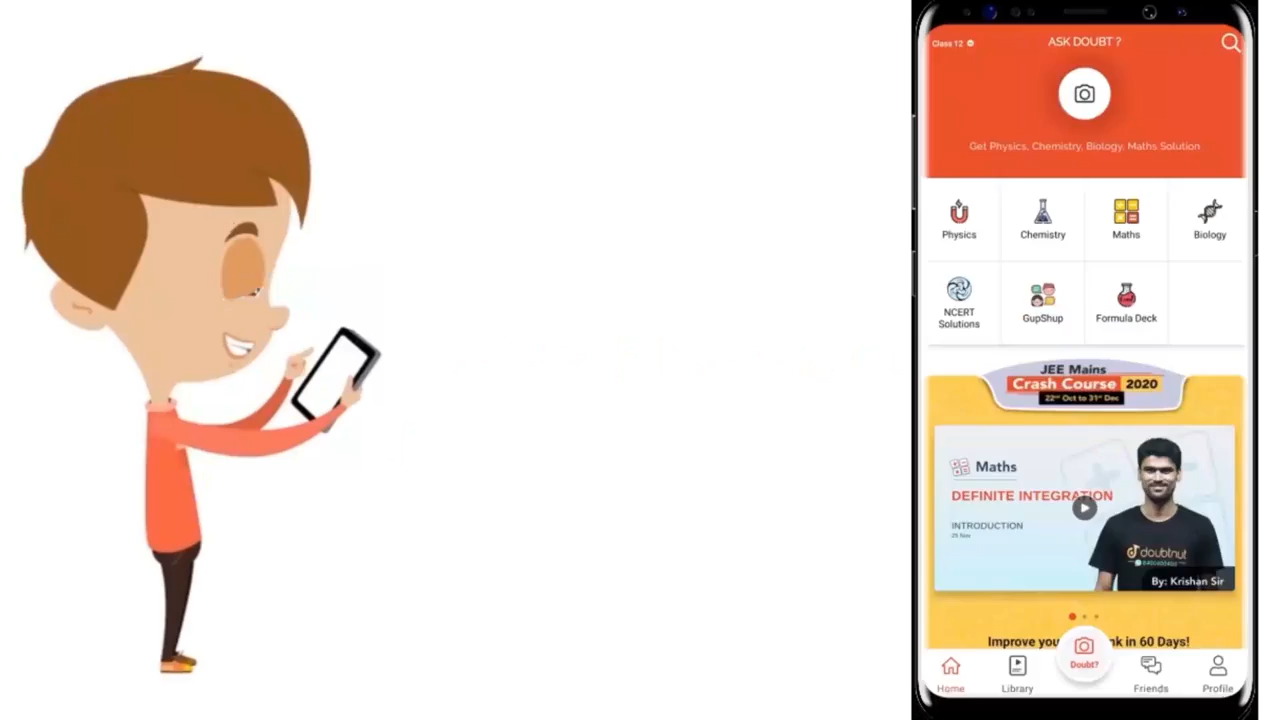 Class 12
ASK DOUBT ?
Get Physics, Chemistry, Biology, Maths Solution
Physics
Chemistry
Maths
Biology
NCERT
Solutions
GupShup
Formula Deck
JEE Mains
Crash Course 2020
22nd Oct to 31st Dec
Maths
DEFINITE INTEGRATION
INTRODUCTION
doubtnut
By: Krishan Sir
Improve you nk in 60 Days!
Doubt?
Home
Library
Friends
Profile